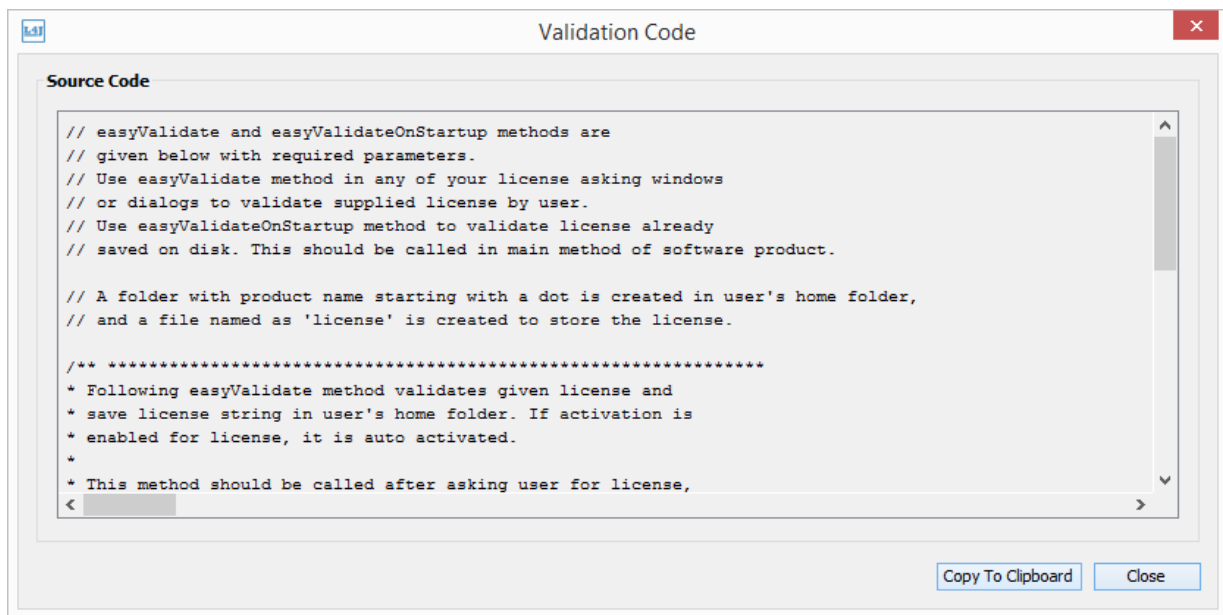 L4J
Validation Code
Source Code
// easyValidate and easyValidateOnStartup methods are
// given below with required parameters.
// Use easyValidate method in any of your license asking windows
// or dialogs to validate supplied license by user.
// Use easyValidateOnStartup method to validate license already
// saved on disk. This should be called in main method of software product.
// A folder with product name starting with a dot is created in user's home folder,
// and a file named as 'license' is created to store the license.
/** ****************************************************************
* Following easyValidate method validates given license and
* save license string in user's home folder. If activation is
* enabled for license, it is auto activated.
*
* This method should be called after asking user for license,
Copy To Clipboard
Close